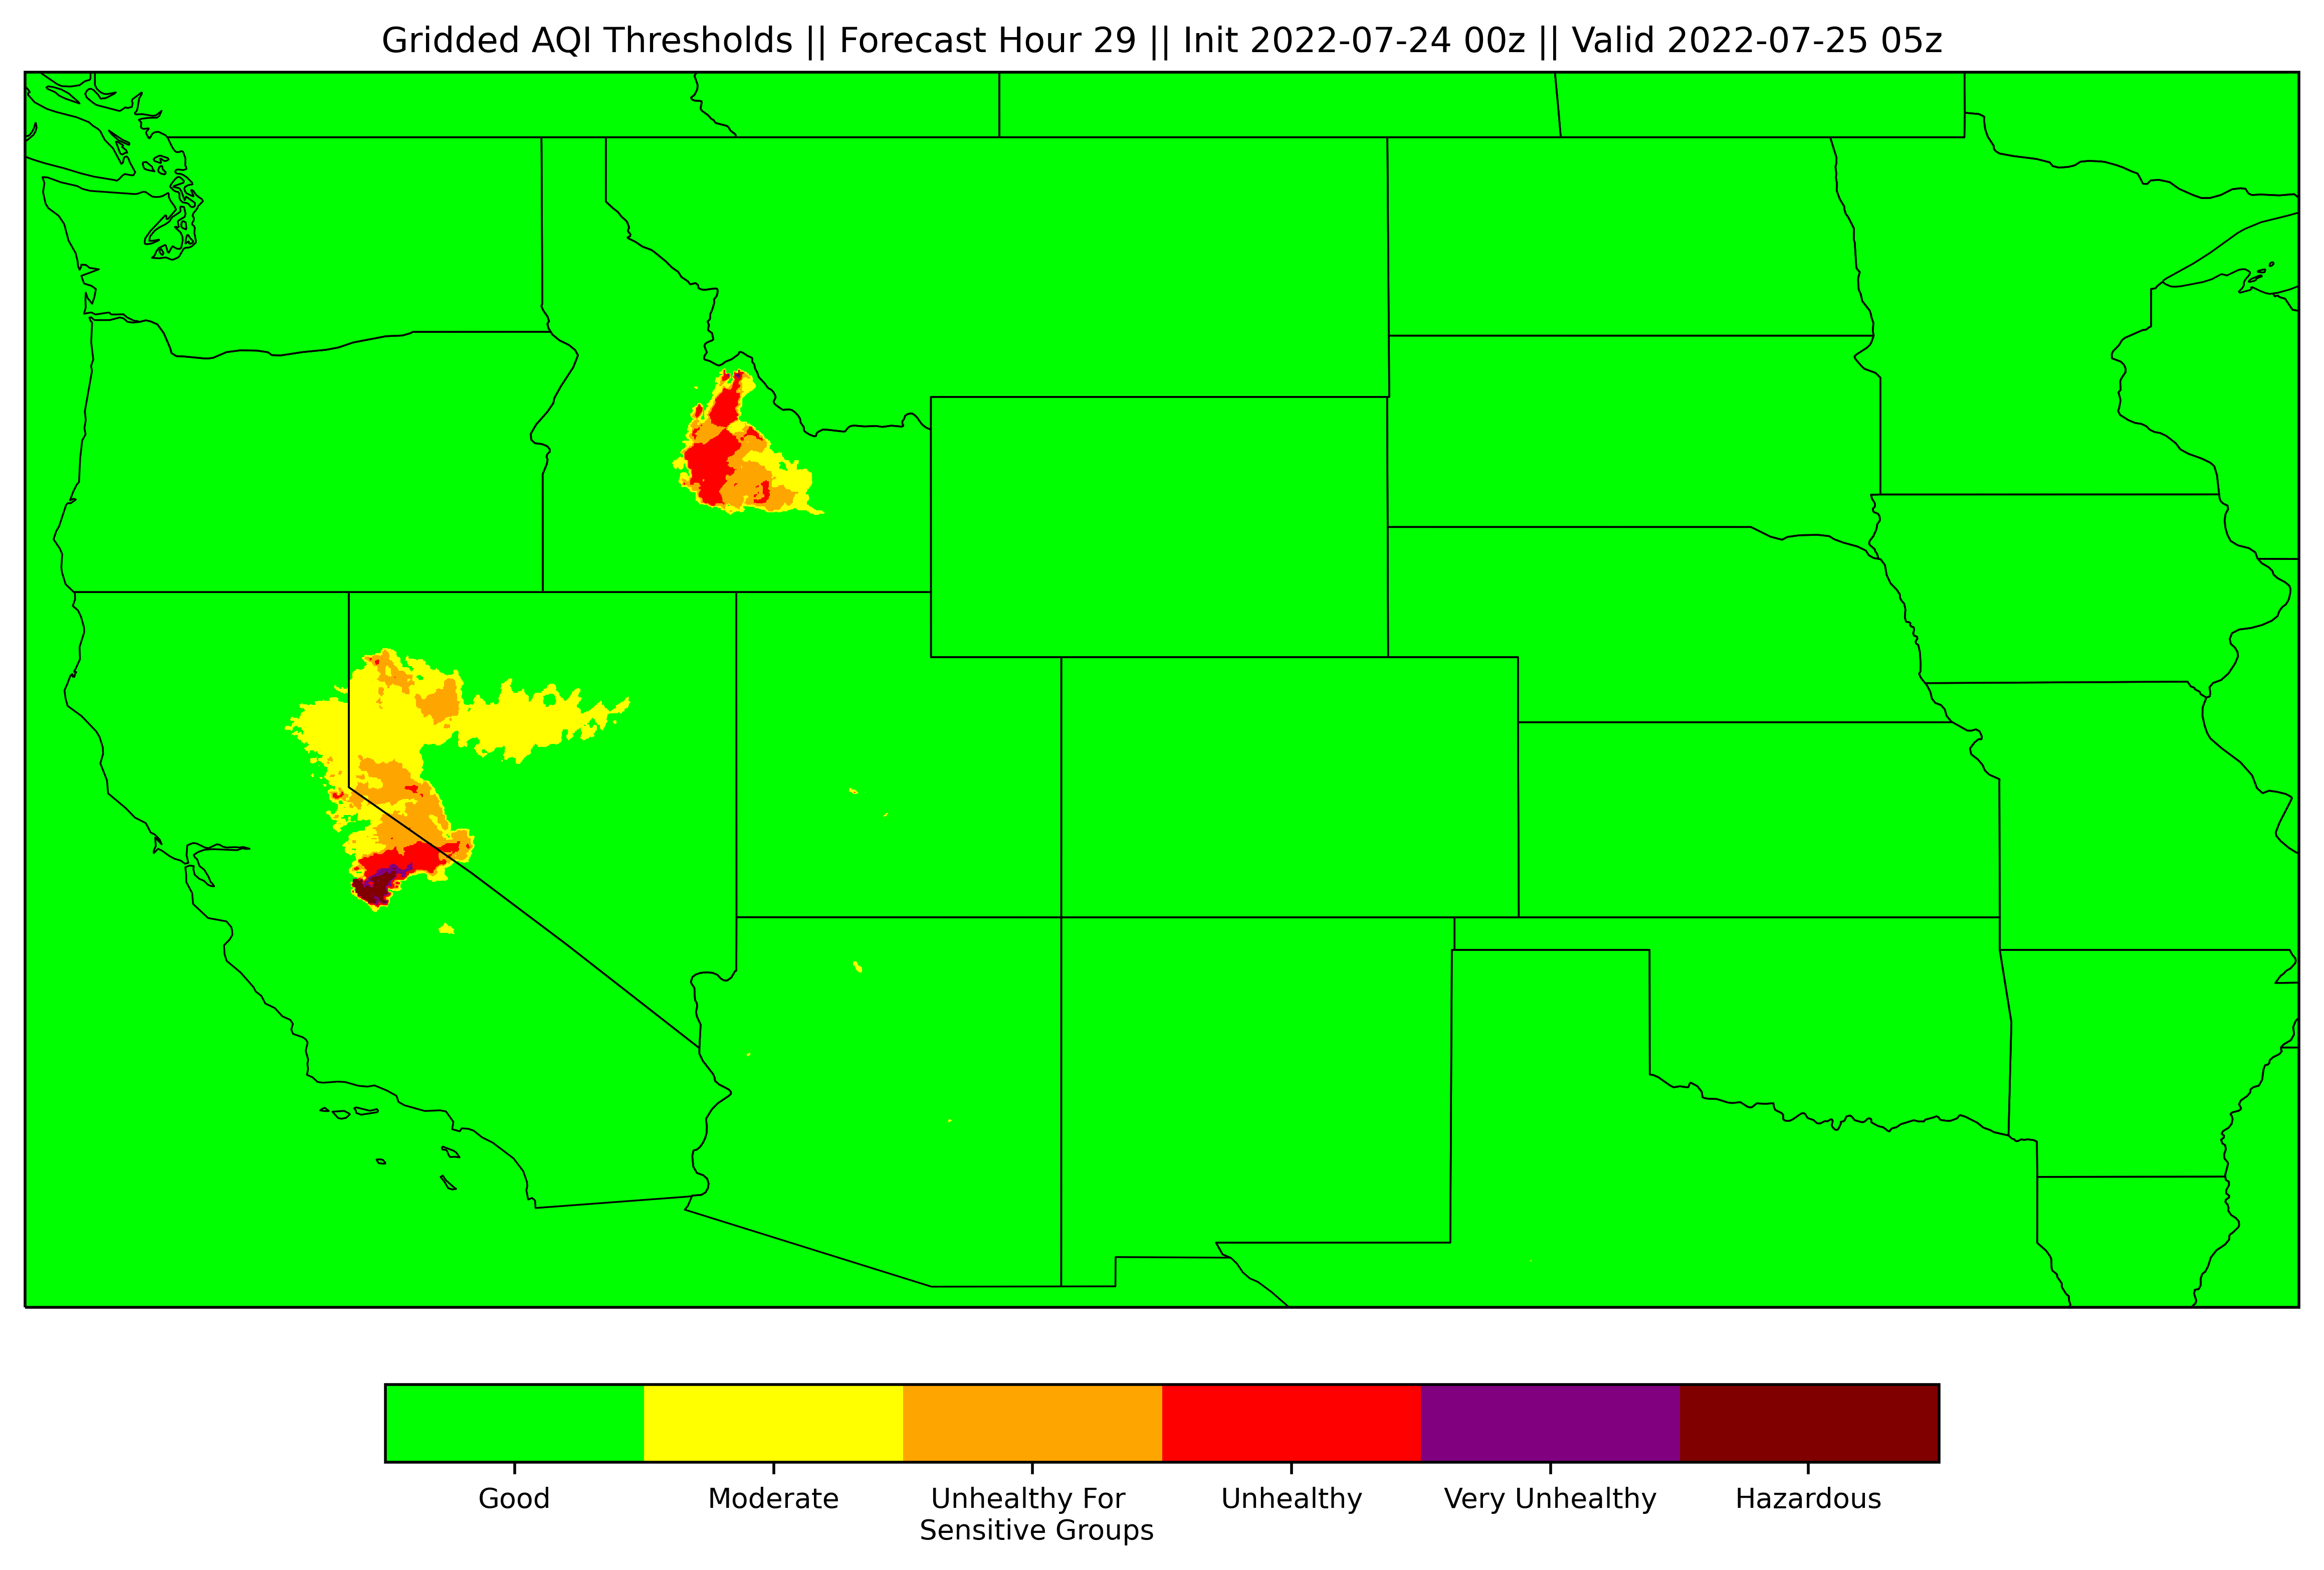 Gridded AQI Thresholds || Forecast Hour 29 || Init 2022-07-24 00z || Valid 2022-07-25 05z
Good
Moderate
Unhealthy For
Sensitive Groups
Unhealthy
Very Unhealthy
Hazardous